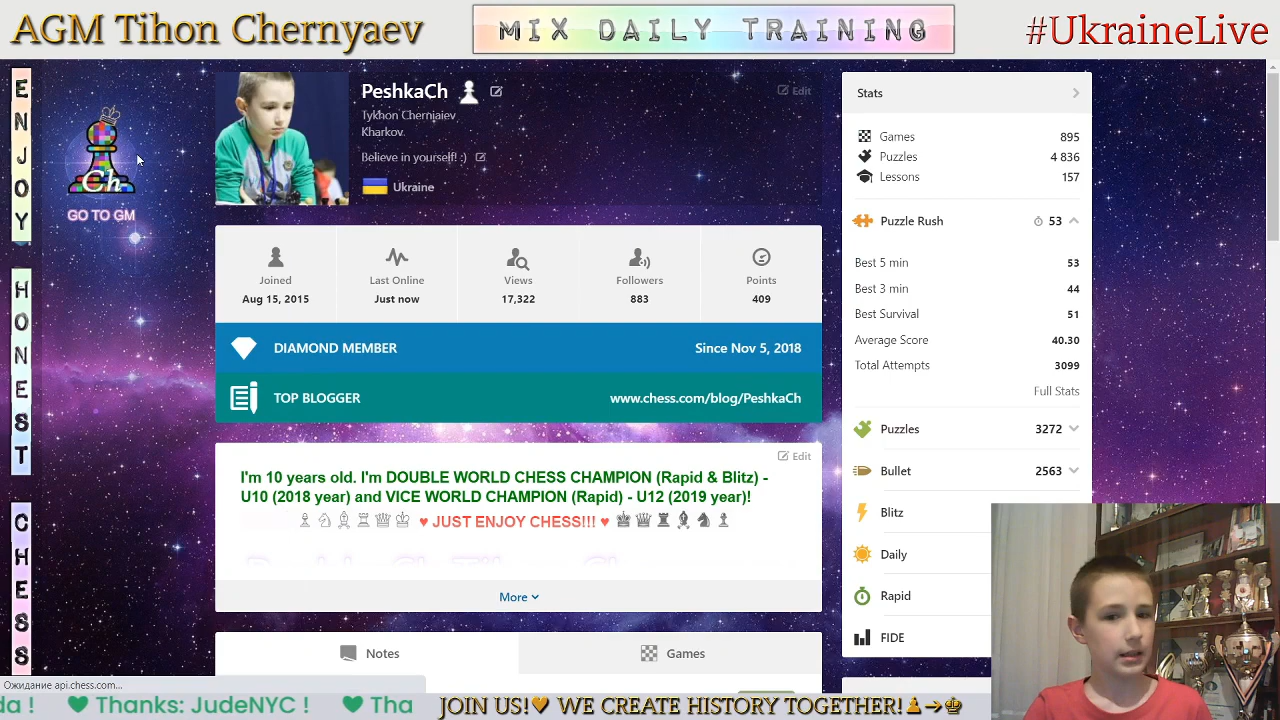 AGM Tihon Chernyaev
MIX DAILY TRAINING
#UkraineLive
ENJOY
HONEST
CHESS
Ch
GO TO GM
PeshkaCh
Edit
Tykhon Cherniaiev
Kharkov.
Believe in yourself! :)
Ukraine
Joined
Aug 15, 2015
Last Online
Just now
Views
17,322
Followers
883
Points
409
DIAMOND MEMBER
Since Nov 5, 2018
TOP BLOGGER
www.chess.com/blog/PeshkaCh
Edit
I'm 10 years old. I'm DOUBLE WORLD CHESS CHAMPION (Rapid & Blitz) -
U10 (2018 year) and VICE WORLD CHAMPION (Rapid) - U12 (2019 year)!
♗♘♗♖♕♔ ♥ JUST ENJOY CHESS!!! ♥ ♚♛♜♝♞♝
More
Notes
Games
Stats
Games 895
Puzzles 4 836
Lessons 157
Puzzle Rush 53
Best 5 min 53
Best 3 min 44
Best Survival 51
Average Score 40.30
Total Attempts 3099
Full Stats
Puzzles 3272
Bullet 2563
Blitz
Daily
Rapid
FIDE
Ожидание api.chess.com...
da ! ♥ Thanks: JudeNYC ! ♥ Tha
JOIN US!♥ WE CREATE HISTORY TOGETHER!♟→♚